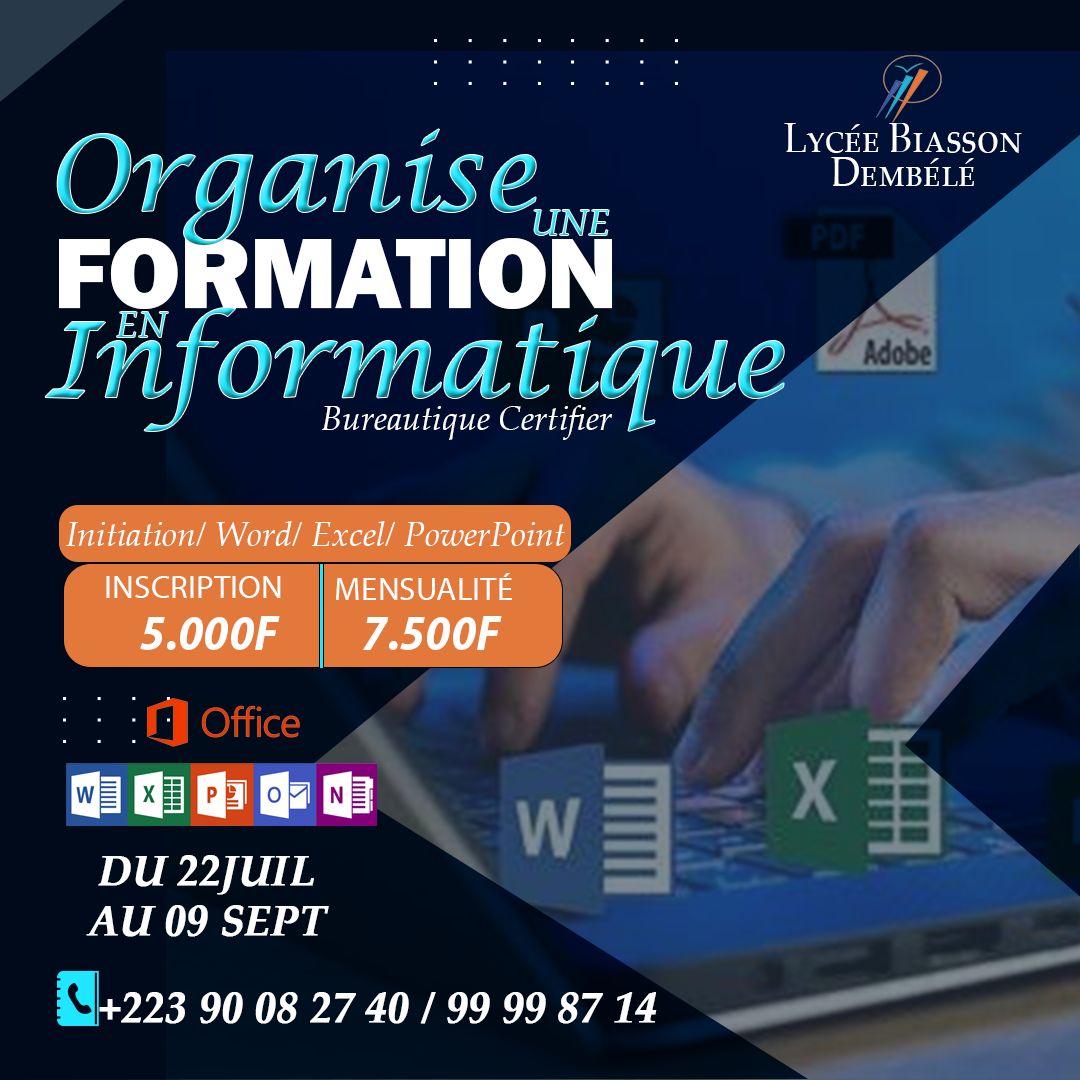 Lycée Biasson
Dembélé
Organise
UNE
FORMATION
EN
Informatique
Bureautique Certifier
PDF
Adobe
Initiation/ Word/ Excel/ PowerPoint
INSCRIPTION
5.000F
MENSUALITÉ
7.500F
Office
W X P O N
W X
DU 22JUIL
AU 09 SEPT
+223 90 08 27 40 / 99 99 87 14